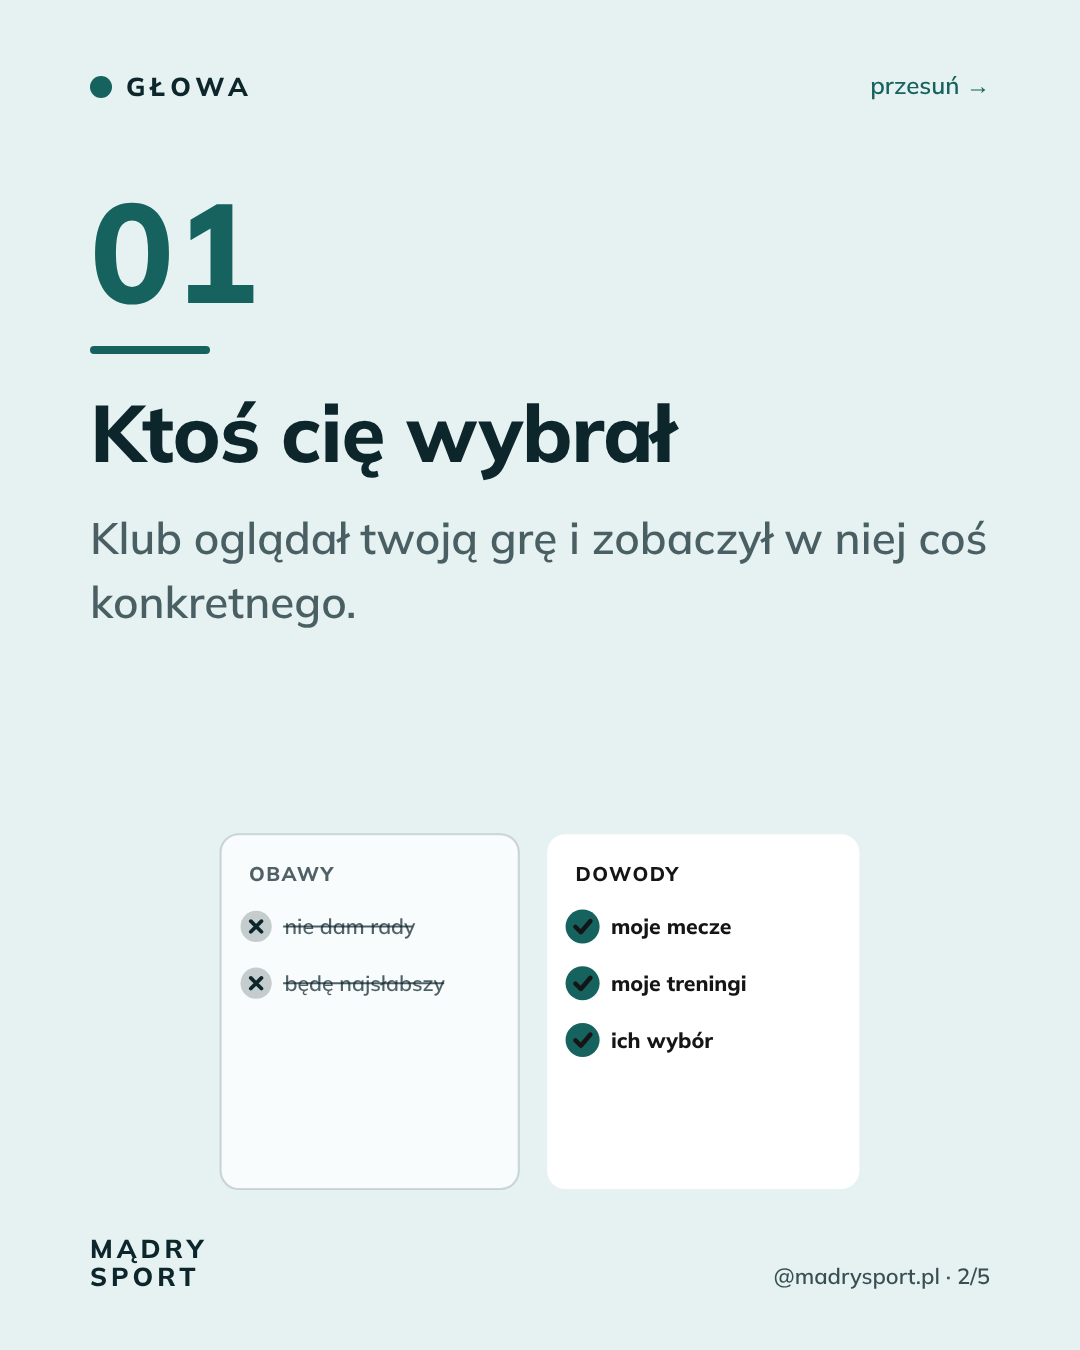 GŁOWA
przesuń →
01
Ktoś cię wybrał
Klub oglądał twoją grę i zobaczył w niej coś
konkretnego.
OBAWY
nie dam rady
będę najsłabszy
DOWODY
moje mecze
moje treningi
ich wybór
MĄDRY
SPORT
@madrysport.pl · 2/5